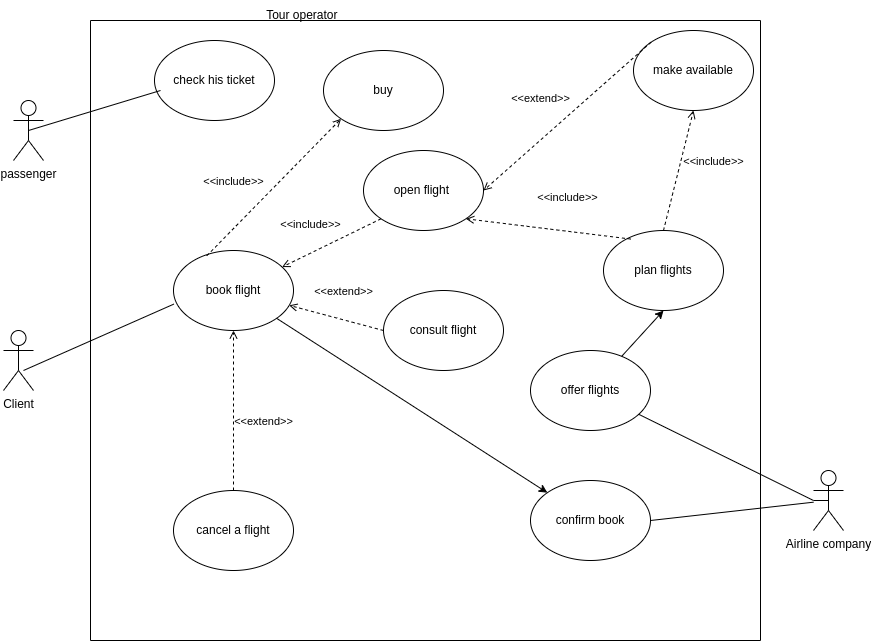 Tour operator
check his ticket
buy
make available
<<extend>>
passenger
<<include>>
<<include>>
open flight
<<include>>
<<include>>
book flight
<<extend>>
plan flights
consult flight
Client
offer flights
<<extend>>
cancel a flight
confirm book
Airline company